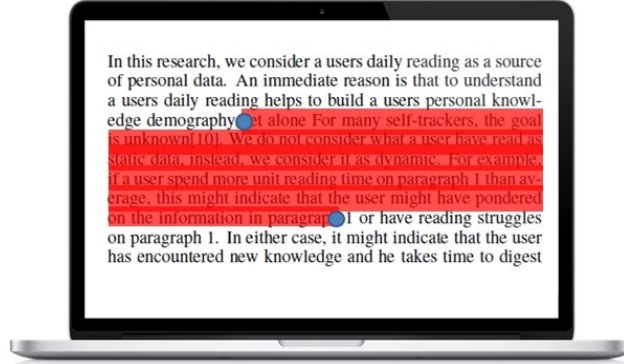 In this research, we consider a users daily reading as a source
of personal data. An immediate reason is that to understand
a users daily reading helps to build a users personal knowl-
edge demography et alone For many self-trackers, the goal
is unknown[10]. We do not consider what a user have read as
static data, instead, we consider it as dynamic. For example,
if a user spend more unit reading time on paragraph 1 than av-
erage, this might indicate that the user might have pondered
on the information in paragraph 1 or have reading struggles
on paragraph 1. In either case, it might indicate that the user
has encountered new knowledge and he takes time to digest